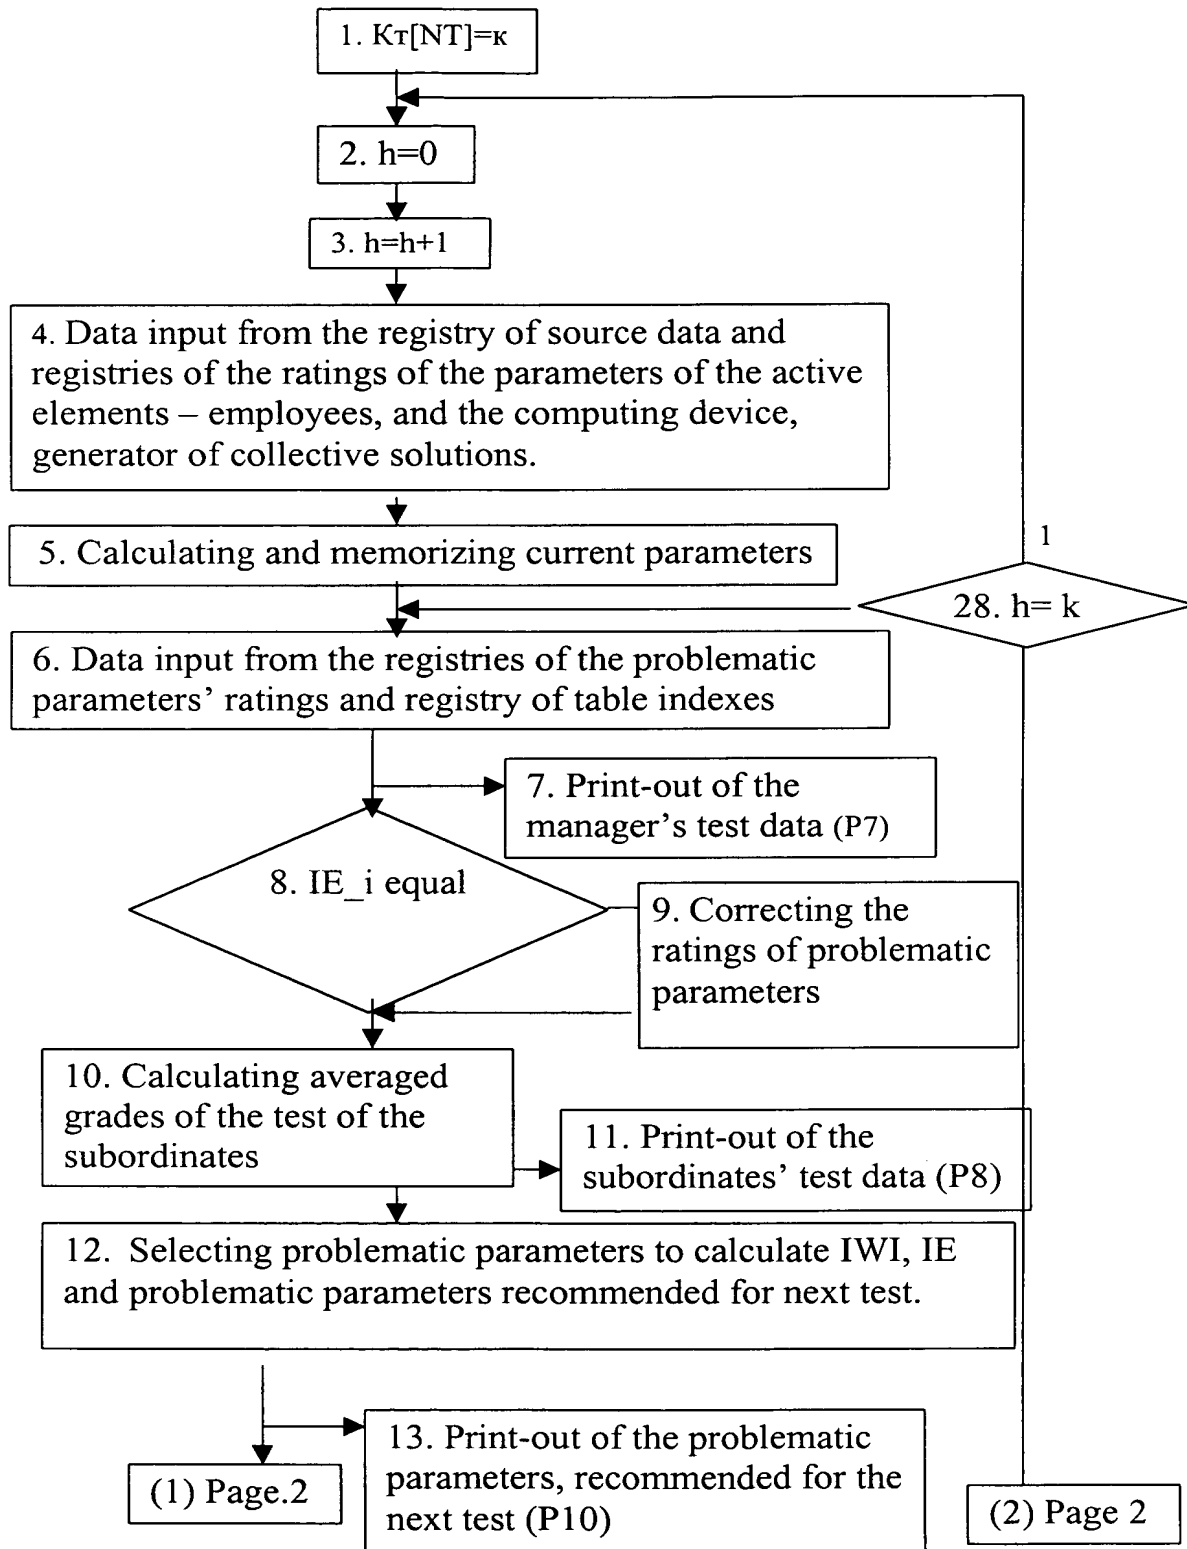 1. Кт[NT]=к
2. h=0
3. h=h+1
4. Data input from the registry of source data and
registries of the ratings of the parameters of the active
elements – employees, and the computing device,
generator of collective solutions.
5. Calculating and memorizing current parameters
1
28. h= k
6. Data input from the registries of the problematic
parameters’ ratings and registry of table indexes
7. Print-out of the
manager’s test data (P7)
8. IE_i equal
9. Correcting the
ratings of problematic
parameters
10. Calculating averaged
grades of the test of the
subordinates
11. Print-out of the
subordinates’ test data (P8)
12. Selecting problematic parameters to calculate IWI, IE
and problematic parameters recommended for next test.
13. Print-out of the problematic
parameters, recommended for the
next test (P10)
(1) Page.2
(2) Page 2